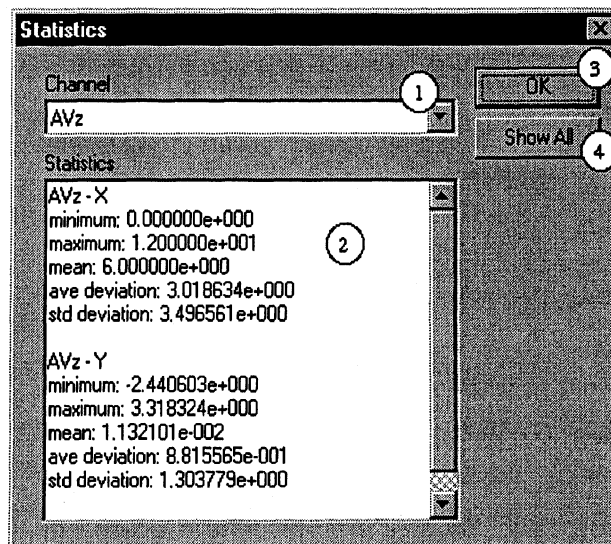 Statistics
Channel
1
AVz
OK
3
Show All
4
Statistics
AVz - X
minimum: 0.000000e+000
maximum: 1.200000e+001
mean: 6.000000e+000
ave deviation: 3.018634e+000
std deviation: 3.496561e+000
2
AVz - Y
minimum: -2.440603e+000
maximum: 3.318324e+000
mean: 1.132101e-002
ave deviation: 8.815565e-001
std deviation: 1.303779e+000